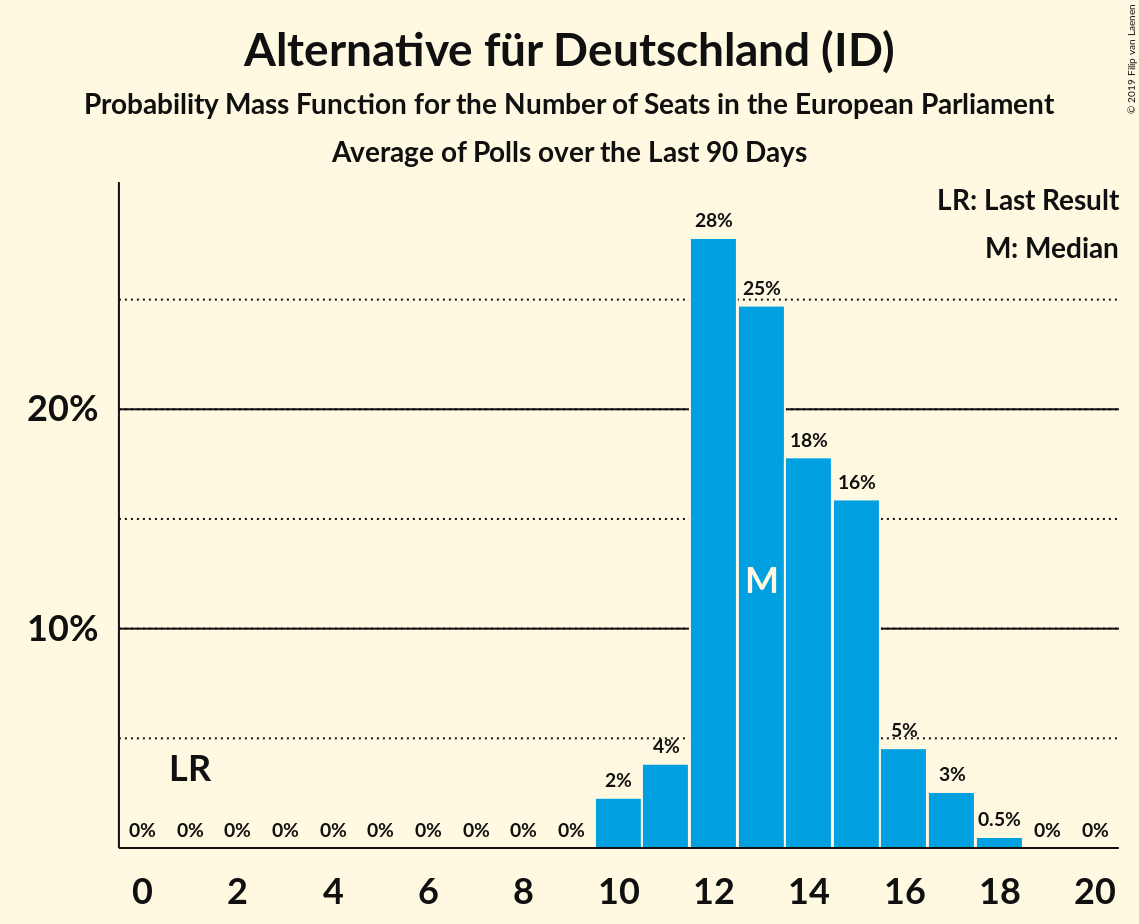 Alternative für Deutschland (ID)
Probability Mass Function for the Number of Seats in the European Parliament
Average of Polls over the Last 90 Days
© 2019 Filip van Laenen
LR: Last Result
M: Median
28%
25%
20%
18%
16%
M
10%
5%
4%
LR
3%
2%
0.5%
0% 0% 0% 0% 0% 0% 0% 0% 0% 0% 0% 0%
0 2 4 6 8 10 12 14 16 18 20